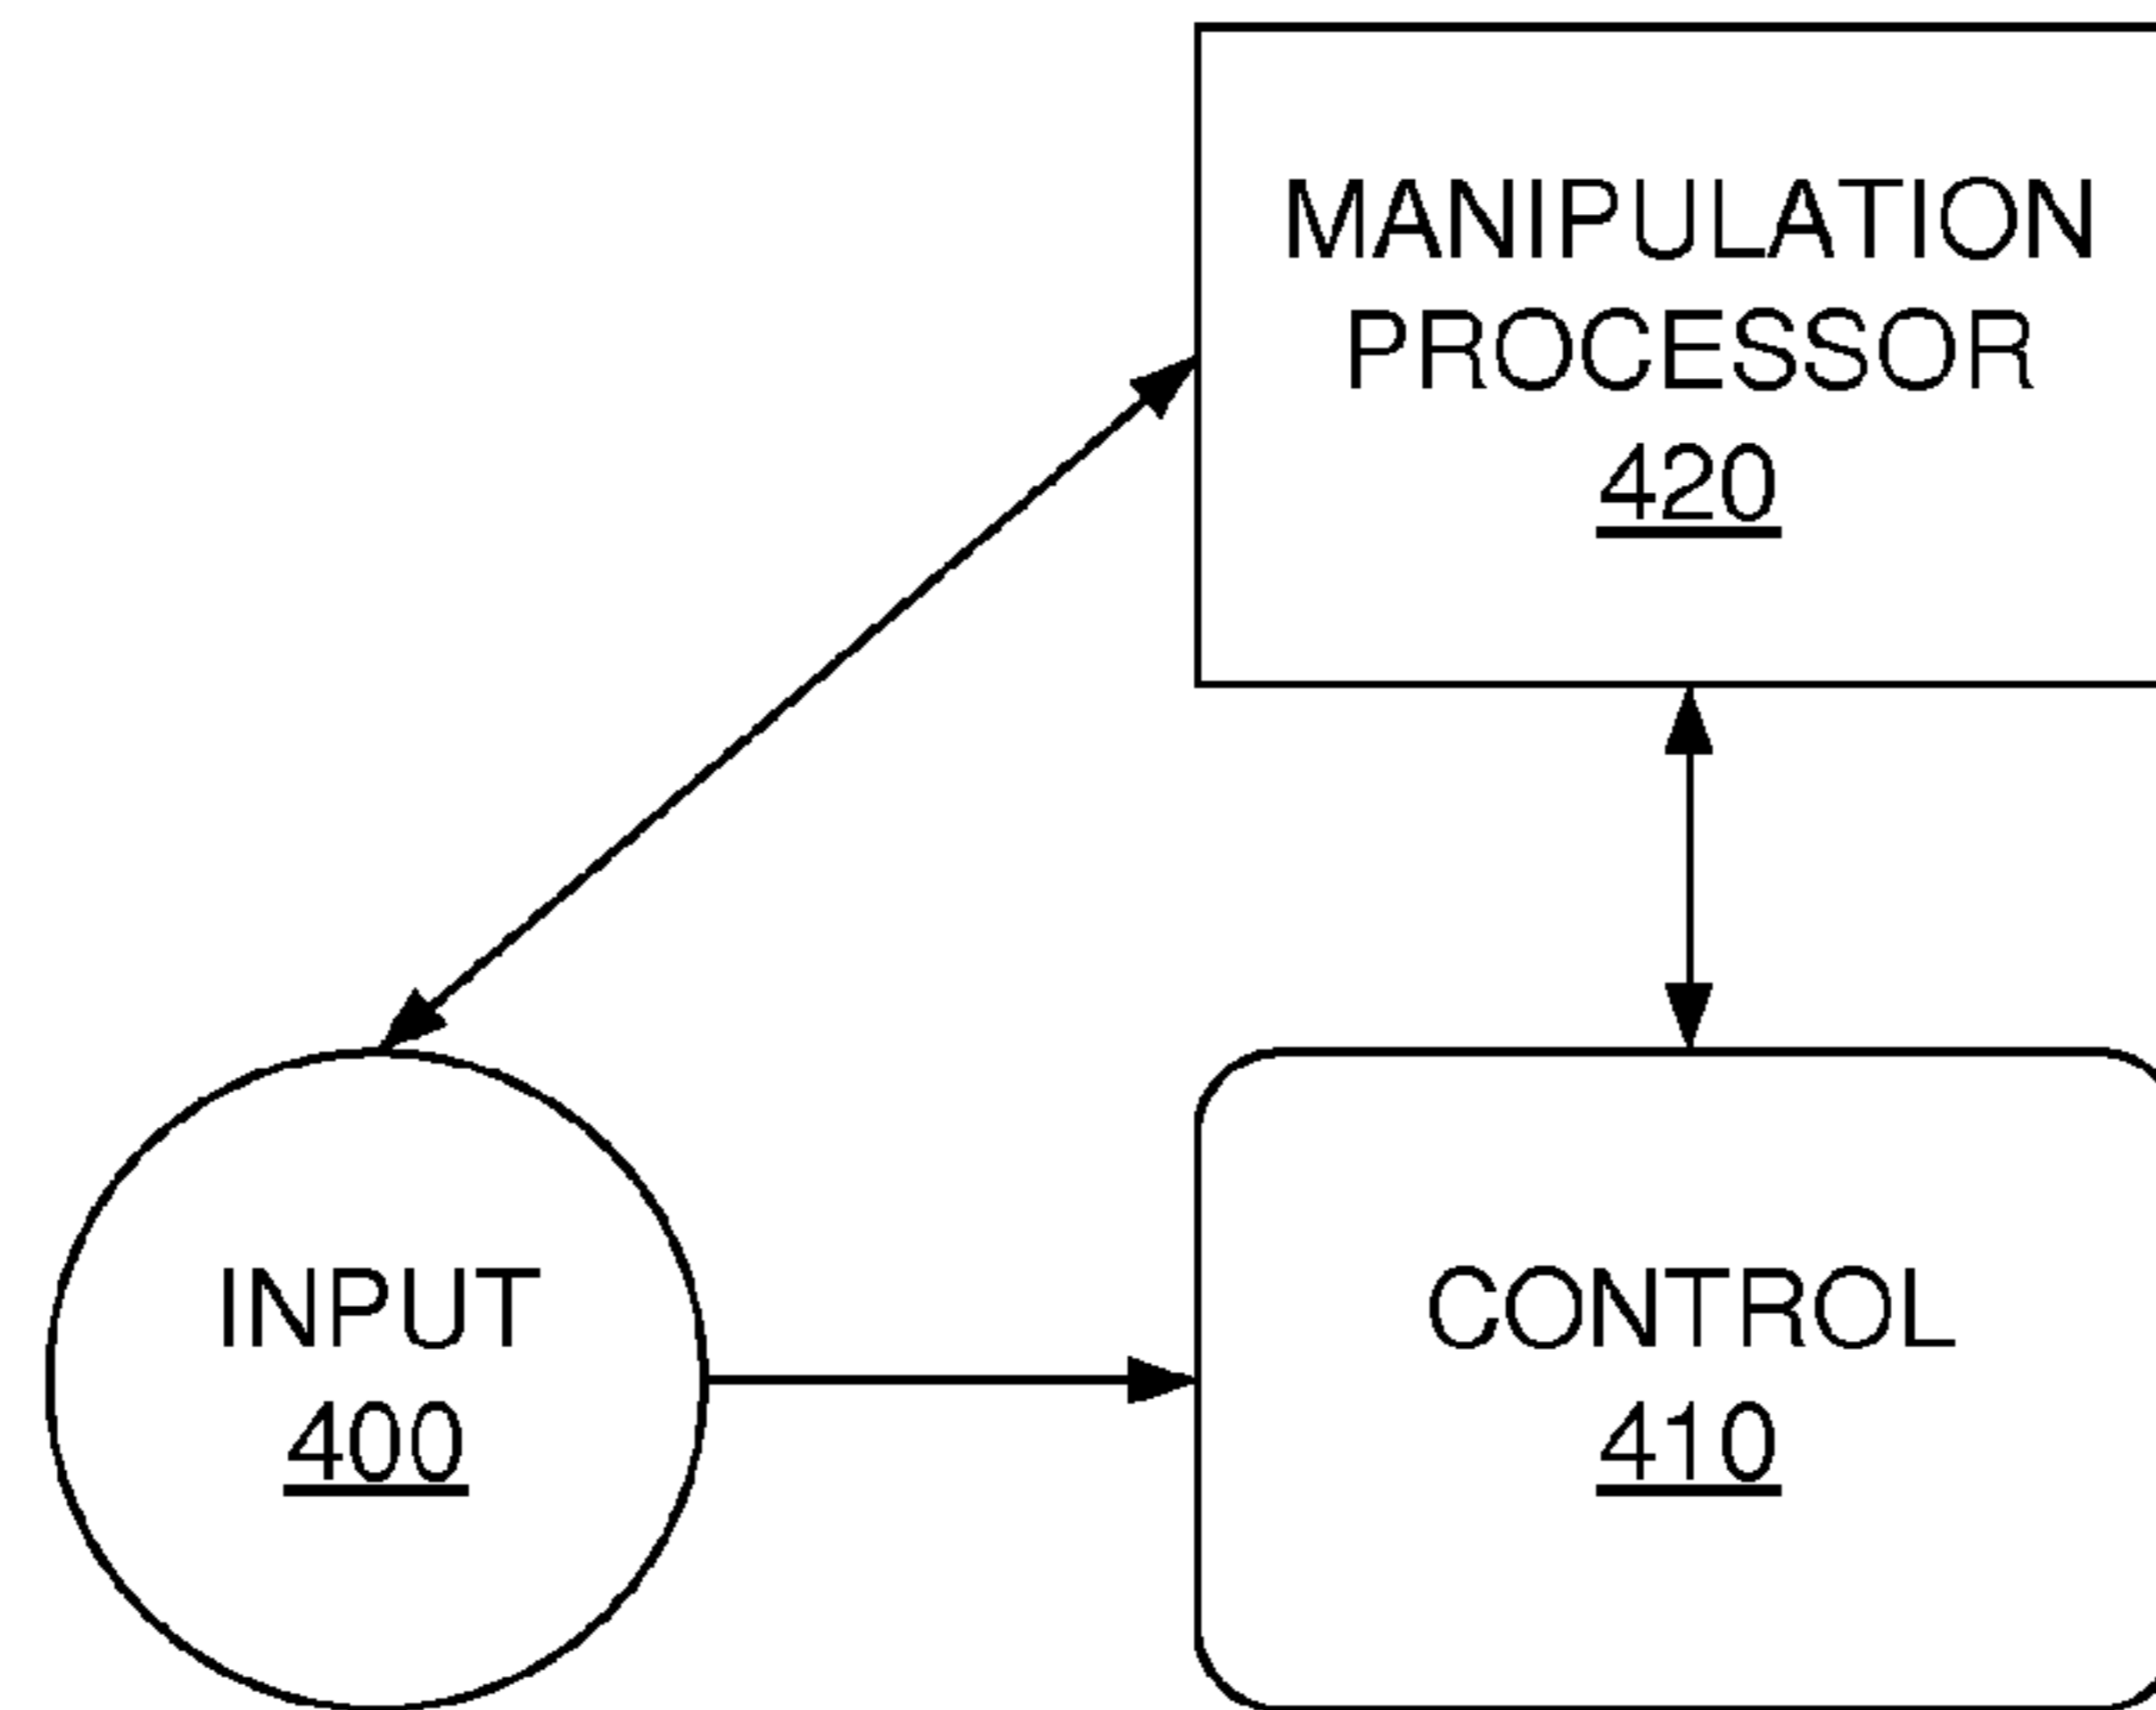 MANIPULATION
PROCESSOR
420
INPUT
400
CONTROL
410